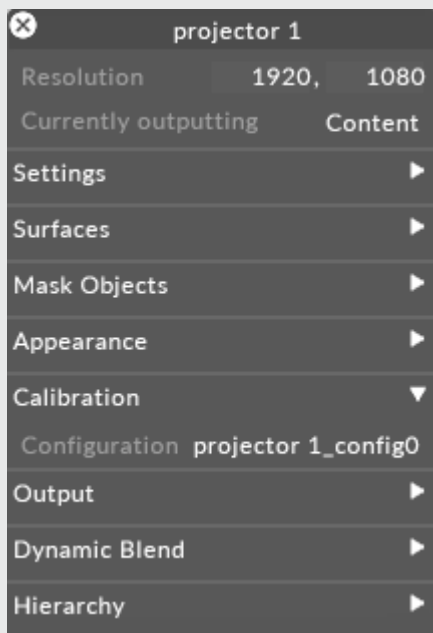 projector 1
Resolution 1920, 1080
Currently outputting Content
Settings
Surfaces
Mask Objects
Appearance
Calibration
Configuration projector 1_config0
Output
Dynamic Blend
Hierarchy